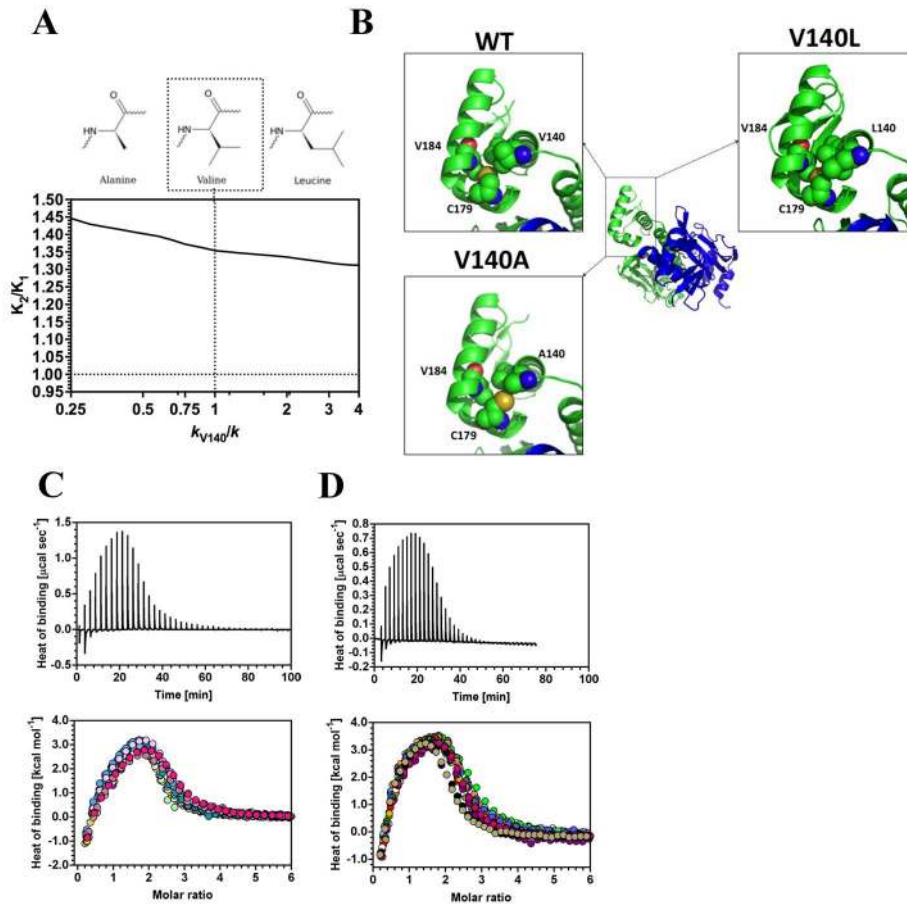 A
B
O
O
O
HN
HN
HN
Alanine
Valine
Leucine
1.50
1.45
1.40
1.35
1.30
1.25
1.20
1.15
1.10
1.05
1.00
0.95
K2/K1
0.25 0.5 0.75 1 2 4
kV140/k
WT
V184
V140
C179
V140L
V184
L140
C179
V140A
V184
A140
C179
C
Heat of binding [µcal sec-1]
1.5
1.0
0.5
0.0
-0.5
0 20 40 60 80 100
Time [min]
D
Heat of binding [µcal sec-1]
0.8
0.7
0.6
0.5
0.4
0.3
0.2
0.1
0.0
-0.1
-0.2
0 20 40 60 80 100
Time [min]
Heat of binding [kcal mol-1]
4.0
3.0
2.0
1.0
0.0
-1.0
-2.0
0 1 2 3 4 5 6
Molar ratio
Heat of binding [kcal mol-1]
4.0
3.0
2.0
1.0
0.0
-1.0
0 1 2 3 4 5 6
Molar ratio